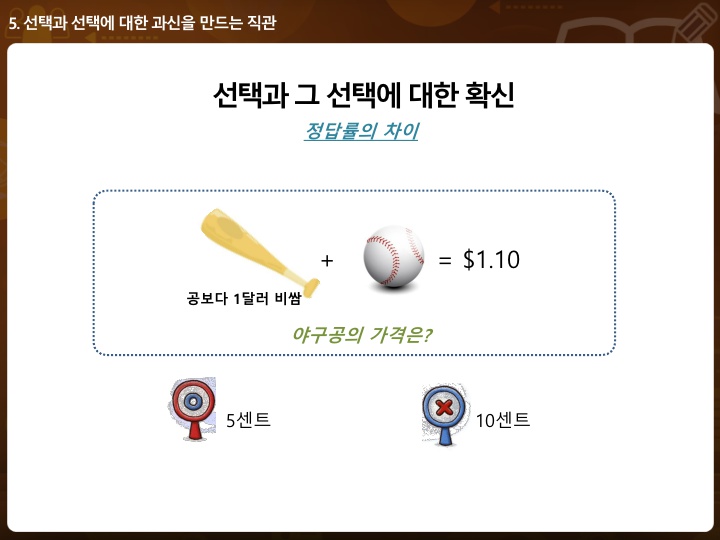 5. 선택과 선택에 대한 과신을 만드는 직관
선택과 그 선택에 대한 확신
정답률의 차이
+ = $1.10
공보다 1달러 비쌈
야구공의 가격은?
5센트
10센트